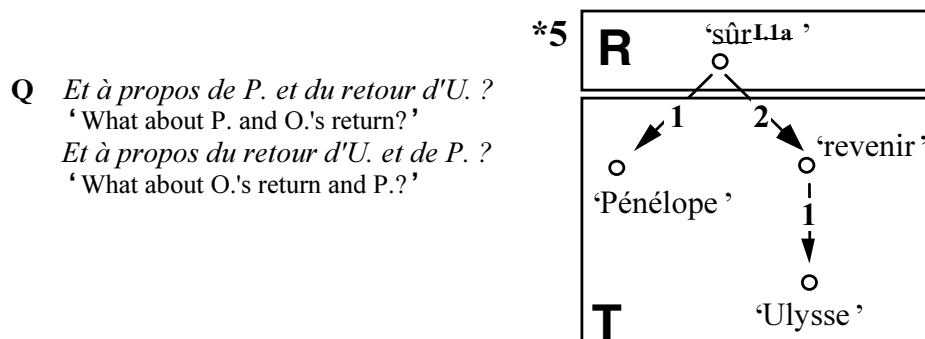 Q Et à propos de P. et du retour d'U. ?
‘What about P. and O.'s return?’
Et à propos du retour d'U. et de P. ?
‘What about O.'s return and P.?’
*5
R
‘sûrI.1a ’
1 2
‘revenir’
‘Pénélope ’
1
‘Ulysse ’
T